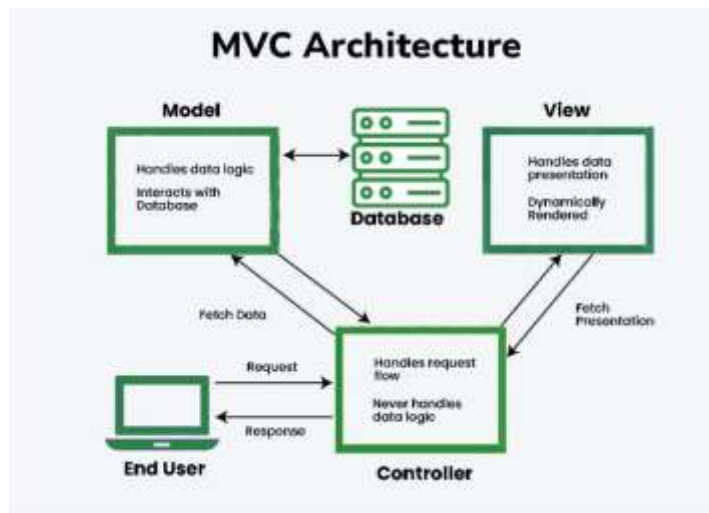 MVC Architecture
Model
View
Handles data logic
Interacts with
Database
Database
Handles data
presentation
Dynamically
Rendered
Fetch Data
Fetch
Presentation
Request
Response
Handles request
flow
Never handles
data logic
End User
Controller